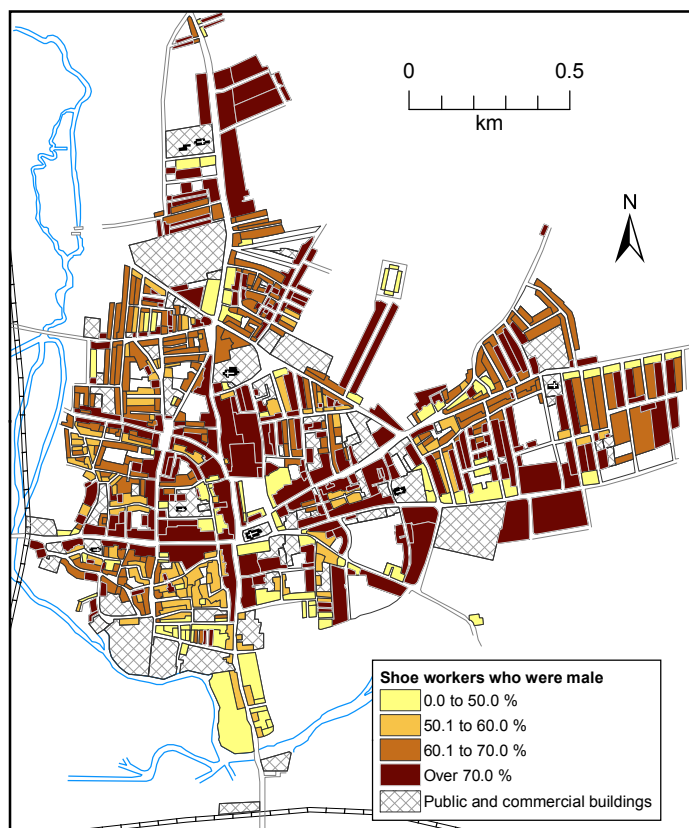 0 0.5
km
N
Shoe workers who were male
0.0 to 50.0 %
50.1 to 60.0 %
60.1 to 70.0 %
Over 70.0 %
Public and commercial buildings